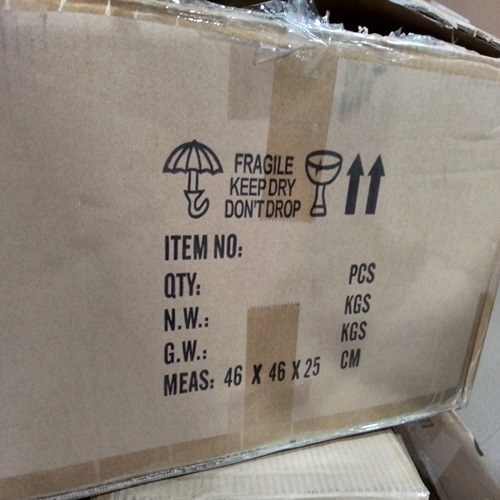 FRAGILE
KEEP DRY
DON'T DROP
ITEM NO:
QTY: PCS
N.W.: KGS
G.W.: KGS
MEAS: 46 X 46 X 25 CM